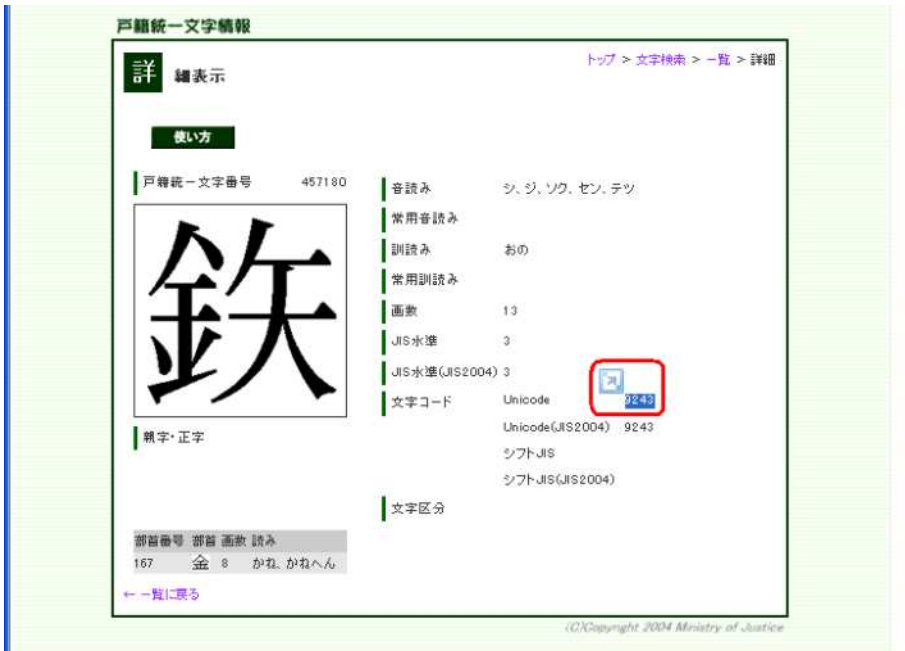 戸籍統一文字情報
詳 細表示
トップ > 文字検索 > 一覧 > 詳細
使い方
戸籍統一文字番号 457180
鉃
親字・正字
音読み シ、ジ、ソク、セン、テツ
常用音読み
訓読み おの
常用訓読み
画数 13
JIS水準 3
JIS水準(JIS2004) 3
文字コード Unicode 9243
Unicode(JIS2004) 9243
シフトJIS
シフトJIS(JIS2004)
文字区分
部首番号 部首 画数 読み
167 金 8 かね、かねへん
← 一覧に戻る
(C)Copyright 2004 Ministry of Justice